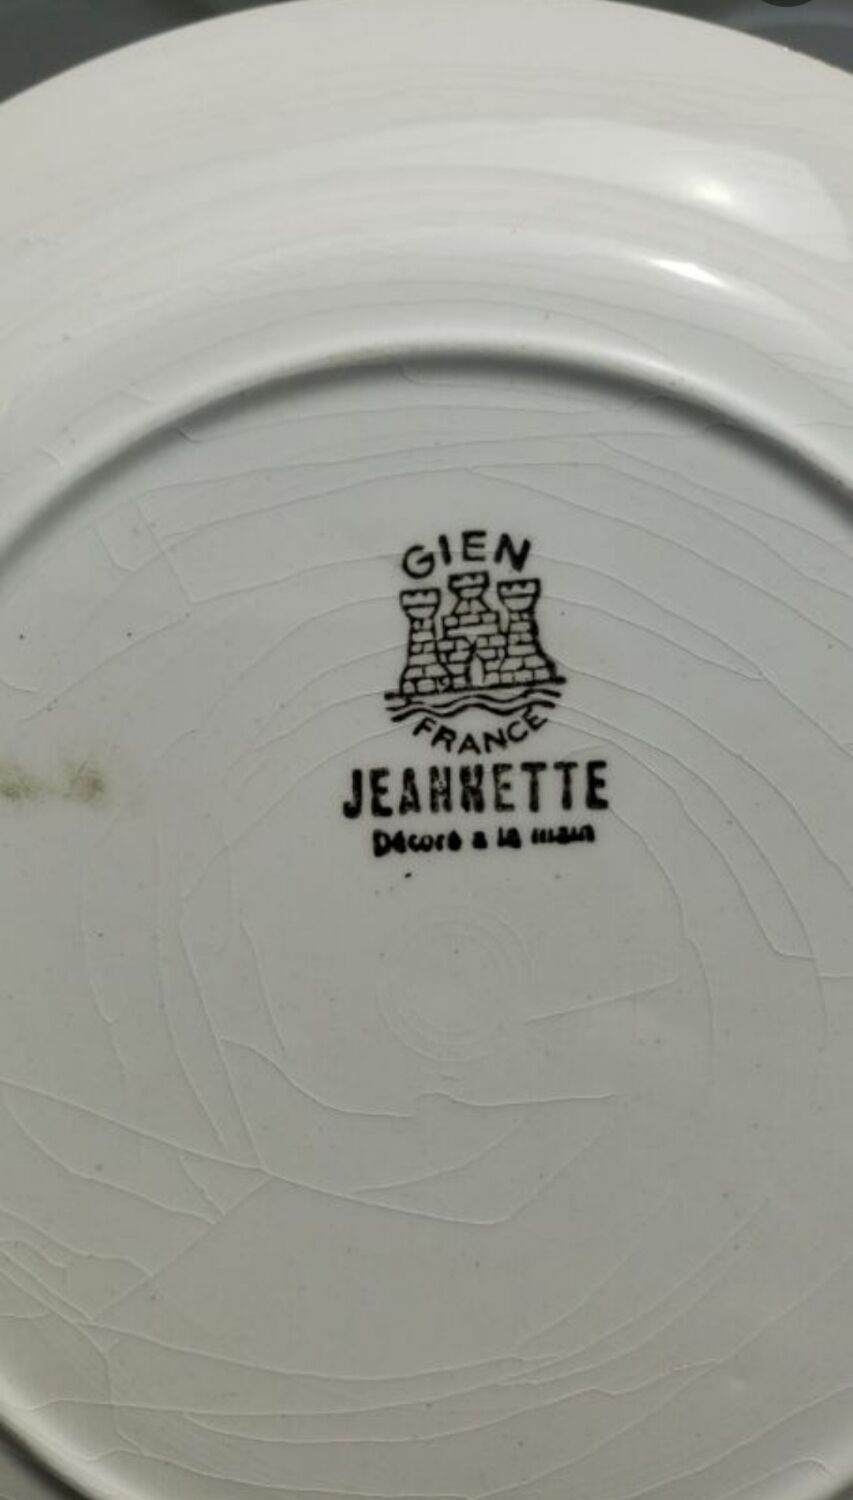 GIEN
FRANCE
JEANNETTE
Décoré a la main